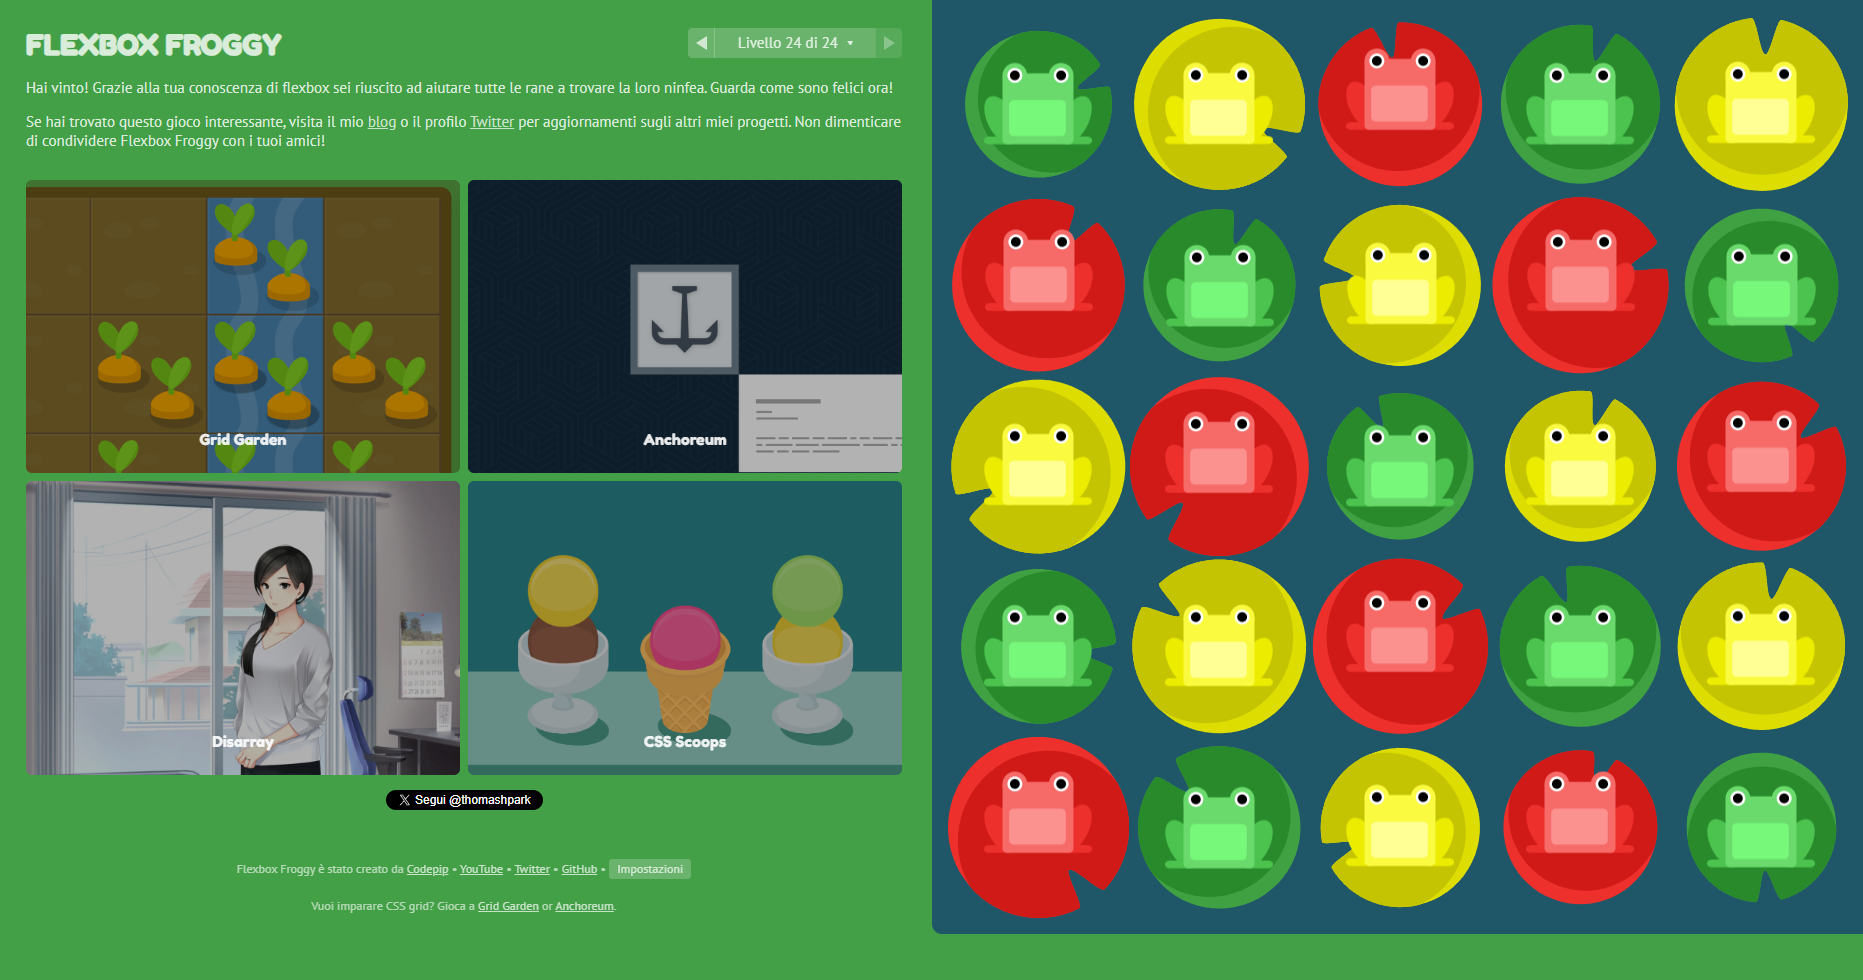 FLEXBOX FROGGY
Livello 24 di 24
Hai vinto! Grazie alla tua conoscenza di flexbox sei riuscito ad aiutare tutte le rane a trovare la loro ninfea. Guarda come sono felici ora!
Se hai trovato questo gioco interessante, visita il mio blog o il profilo Twitter per aggiornamenti sugli altri miei progetti. Non dimenticare
di condividere Flexbox Froggy con i tuoi amici!
Grid Garden
Anchoreum
Disarray
CSS Scoops
Segui @thomashpark
Flexbox Froggy è stato creato da Codepip • YouTube • Twitter • GitHub • Impostazioni
Vuoi imparare CSS grid? Gioca a Grid Garden or Anchoreum.